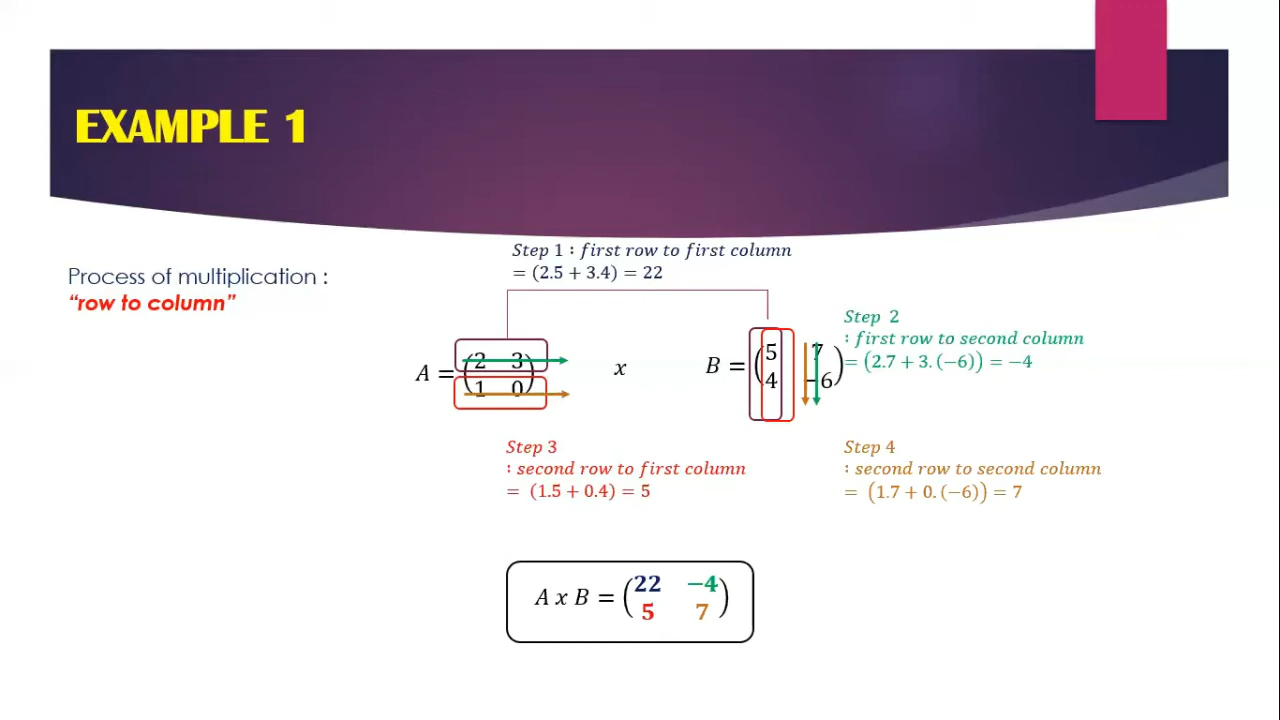 EXAMPLE 1
Process of multiplication :
“row to column”
Step 1 : first row to first column
= (2.5 + 3.4) = 22
A = (2 3
1 0)
x
B = (5 7
4 −6)
Step 2
: first row to second column
= (2.7 + 3. (−6)) = −4
Step 3
: second row to first column
= (1.5 + 0.4) = 5
Step 4
: second row to second column
= (1.7 + 0. (−6)) = 7
A x B = (22 −4
5 7)